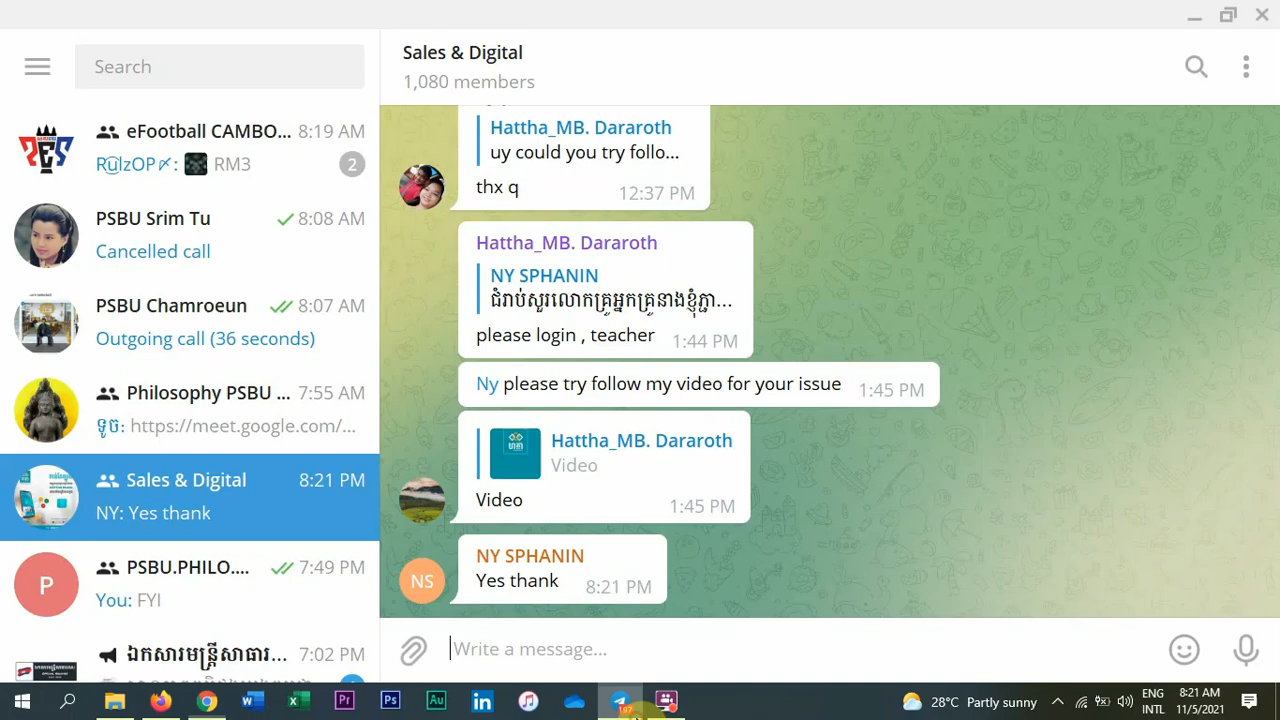 Search
eFootball CAMBO... 8:19 AM
RM3 2
PSBU Srim Tu 8:08 AM
Cancelled call
PSBU Chamroeun 8:07 AM
Outgoing call (36 seconds)
Philosophy PSBU ... 7:55 AM
ទូច: https://meet.google.com/...
Sales & Digital 8:21 PM
NY: Yes thank
P
PSBU.PHILO.... 7:49 PM
You: FYI
ឯកសារមន្ត្រីសាធារ... 7:02 PM
Sales & Digital
1,080 members
Hattha_MB. Dararoth
uy could you try follo...
thx q 12:37 PM
Hattha_MB. Dararoth
NY SPHANIN
ជំរាប់សួរលោកគ្រូអ្នកគ្រូនាងខ្ញុំភ្ជា...
please login , teacher 1:44 PM
Ny please try follow my video for your issue 1:45 PM
Hattha_MB. Dararoth
Video
Video 1:45 PM
NS
NY SPHANIN
Yes thank 8:21 PM
Write a message...
Pr Ps Au in
28°C Partly sunny
ENG
INTL
8:21 AM
11/5/2021